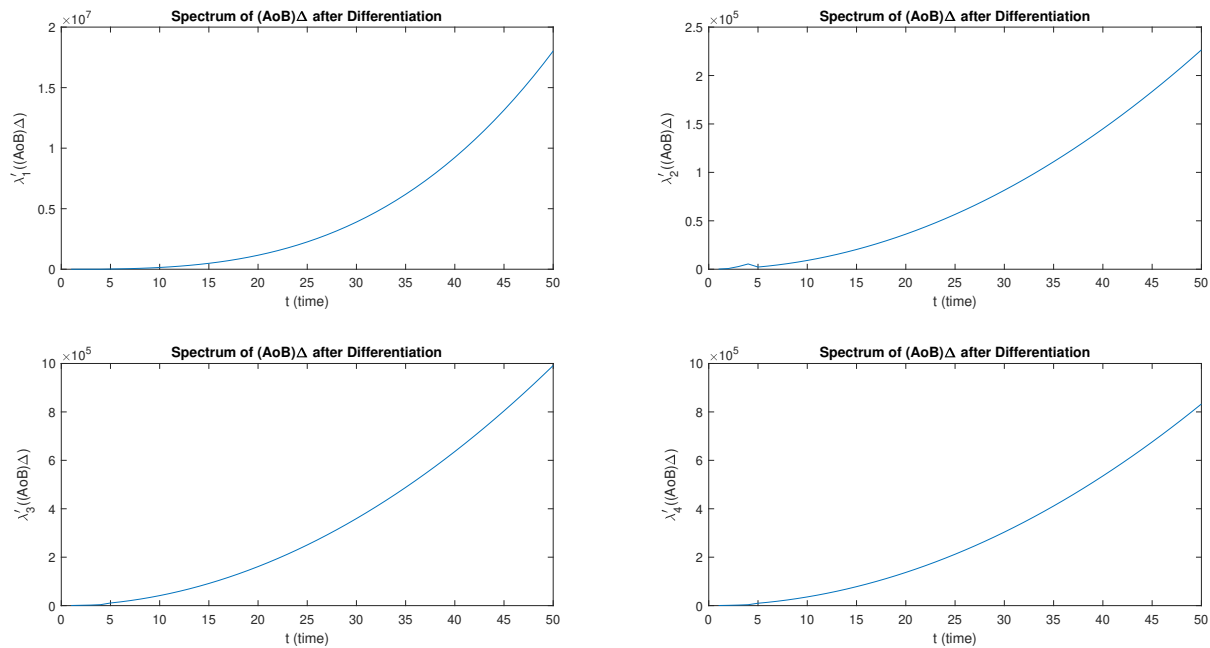 Spectrum of (AoB)Δ after Differentiation
×10^7
2
1.5
1
0.5
0
λ'_1((AoB)Δ)
0 5 10 15 20 25 30 35 40 45 50
t (time)
Spectrum of (AoB)Δ after Differentiation
×10^5
2.5
2
1.5
1
0.5
0
λ'_2((AoB)Δ)
0 5 10 15 20 25 30 35 40 45 50
t (time)
Spectrum of (AoB)Δ after Differentiation
×10^5
10
8
6
4
2
0
λ'_3((AoB)Δ)
0 5 10 15 20 25 30 35 40 45 50
t (time)
Spectrum of (AoB)Δ after Differentiation
×10^5
10
8
6
4
2
0
λ'_4((AoB)Δ)
0 5 10 15 20 25 30 35 40 45 50
t (time)